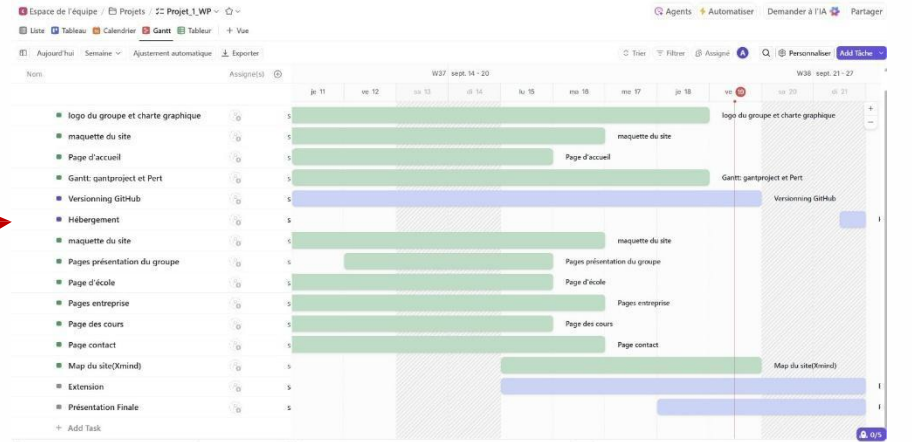 Espace de l'équipe / Projets / Projet_1_WP
Agents Automatiser Demander à l'IA Partager
Liste Tableau Calendrier Gantt Tableur + Vue
Aujourd'hui Semaine Ajustement automatique Exporter
Trier Filtrer Assigné A Personnaliser Add Tâche
Nom. Assigné(s) W37 sept. 14 - 20 W38 sept. 21 - 27
je 11 ve 12 sa 13 di 14 lu 15 ma 16 me 17 je 18 ve 19 sa 20 di 21
logo du groupe et charte graphique s logo du groupe et charte graphique
maquette du site s maquette du site
Page d'accueil s Page d'accueil
Gantt: gantproject et Pert s Gantt: gantproject et Pert
Versionning GitHub s Versionning GitHub
Hébergement s
maquette du site s maquette du site
Pages présentation du groupe s Pages présentation du groupe
Page d'école s Page d'école
Pages entreprise s Pages entreprise
Page des cours s Page des cours
Page contact s Page contact
Map du site(Xmind) s Map du site(Xmind)
Extension s
Présentation Finale s
+ Add Task
0/5